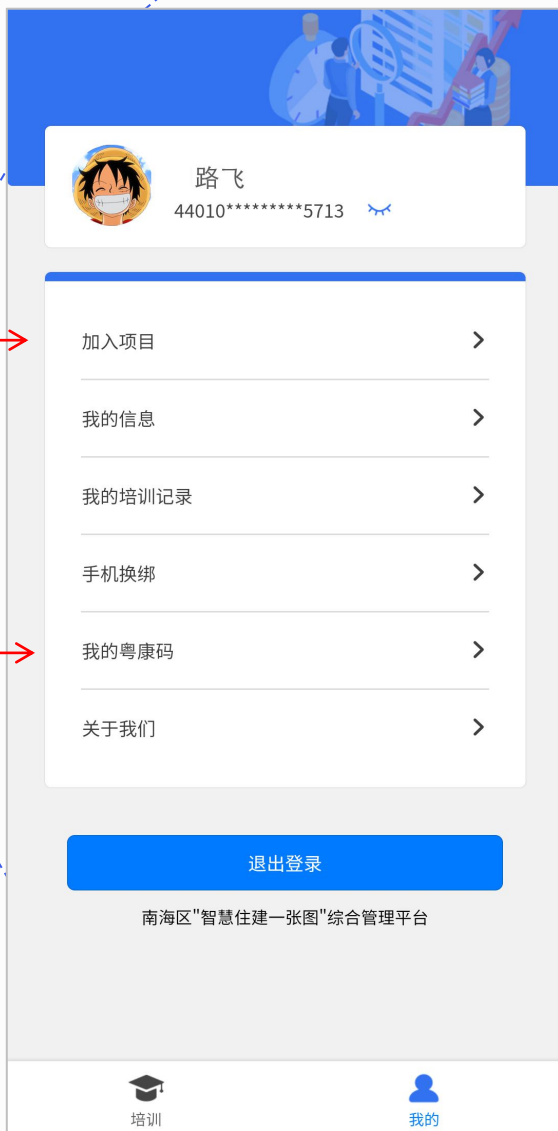 路飞
44010*********5713
加入项目
我的信息
我的培训记录
手机换绑
我的粤康码
关于我们
退出登录
南海区"智慧住建一张图"综合管理平台
培训
我的